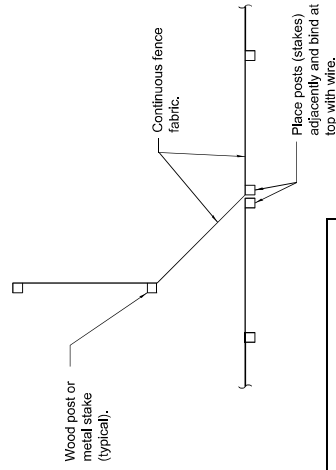 Wood post or
metal stake
(typical).
Continuous fence
fabric.
Place posts (stakes)
adjacently and bind at
top with wire.